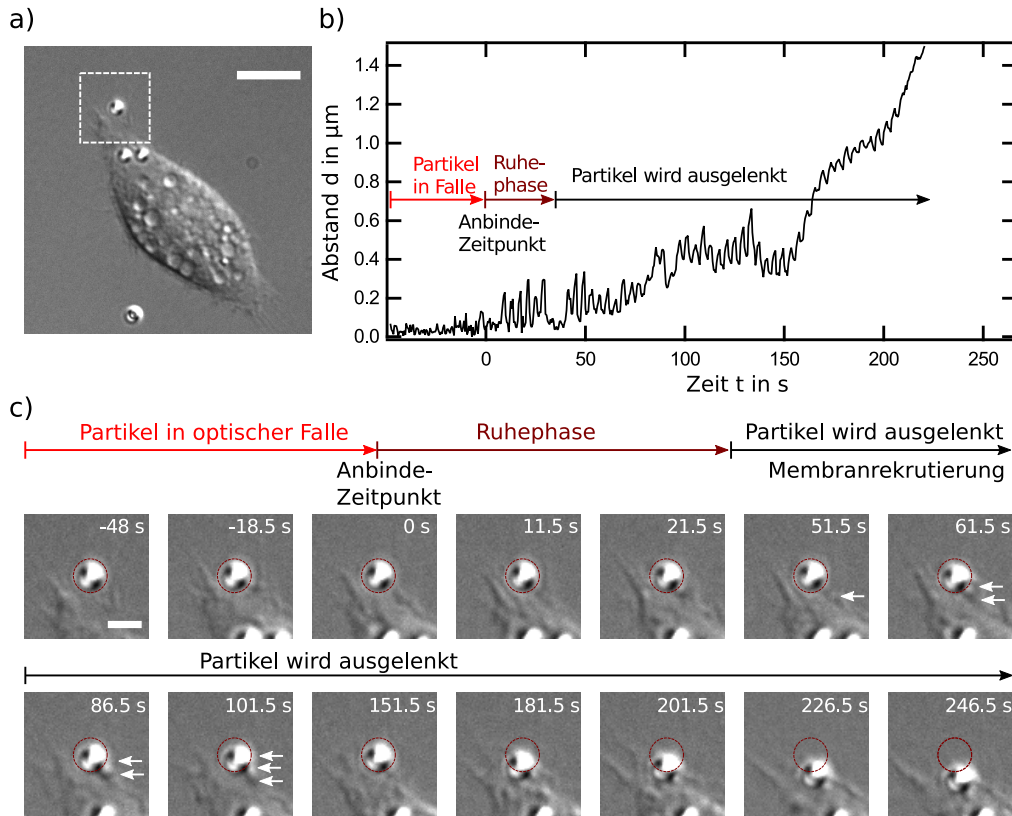 a)
b)
Abstand d in µm
1.4
1.2
1.0
0.8
0.6
0.4
0.2
0.0
Partikel
in Falle
Ruhe-
phase
Partikel wird ausgelenkt
Anbinde-
Zeitpunkt
0
50
100
150
200
250
Zeit t in s
c)
Partikel in optischer Falle
Ruhephase
Partikel wird ausgelenkt
Anbinde-
Zeitpunkt
Membranrekrutierung
-48 s
-18.5 s
0 s
11.5 s
21.5 s
51.5 s
61.5 s
Partikel wird ausgelenkt
86.5 s
101.5 s
151.5 s
181.5 s
201.5 s
226.5 s
246.5 s